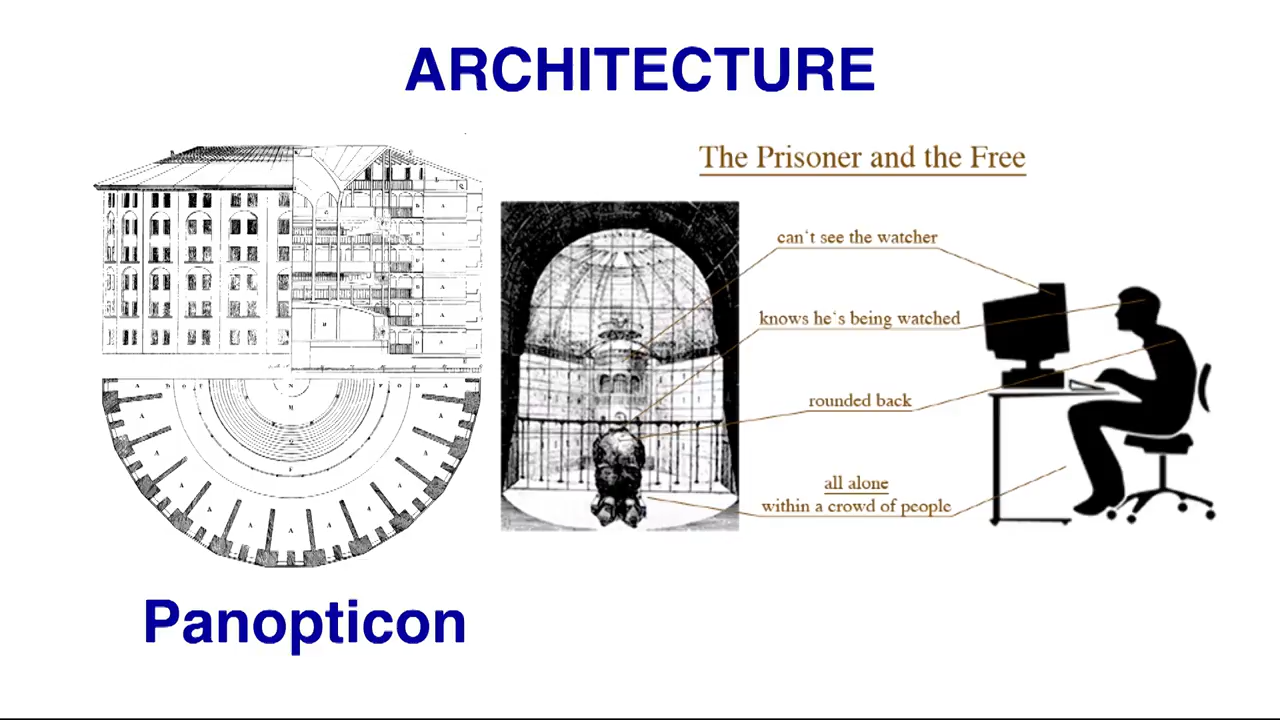 ARCHITECTURE
The Prisoner and the Free
can't see the watcher
knows he's being watched
rounded back
all alone
within a crowd of people
Panopticon